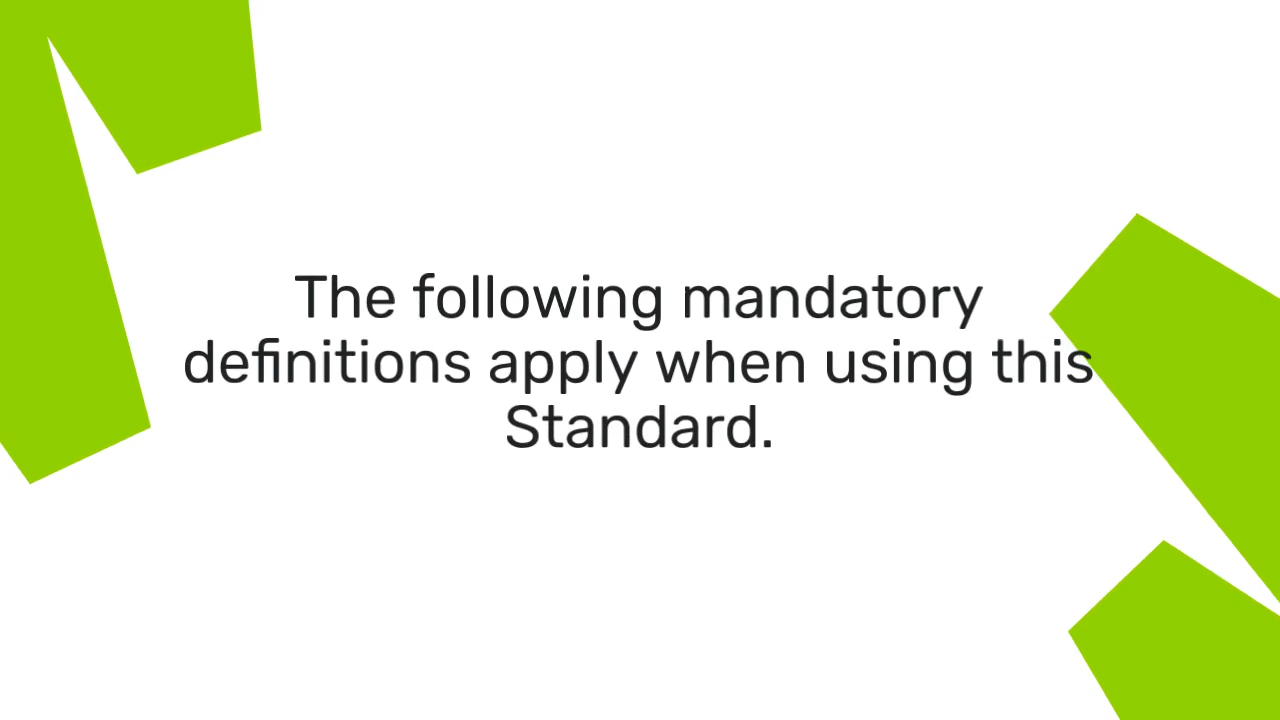 The following mandatory
definitions apply when using this
Standard.